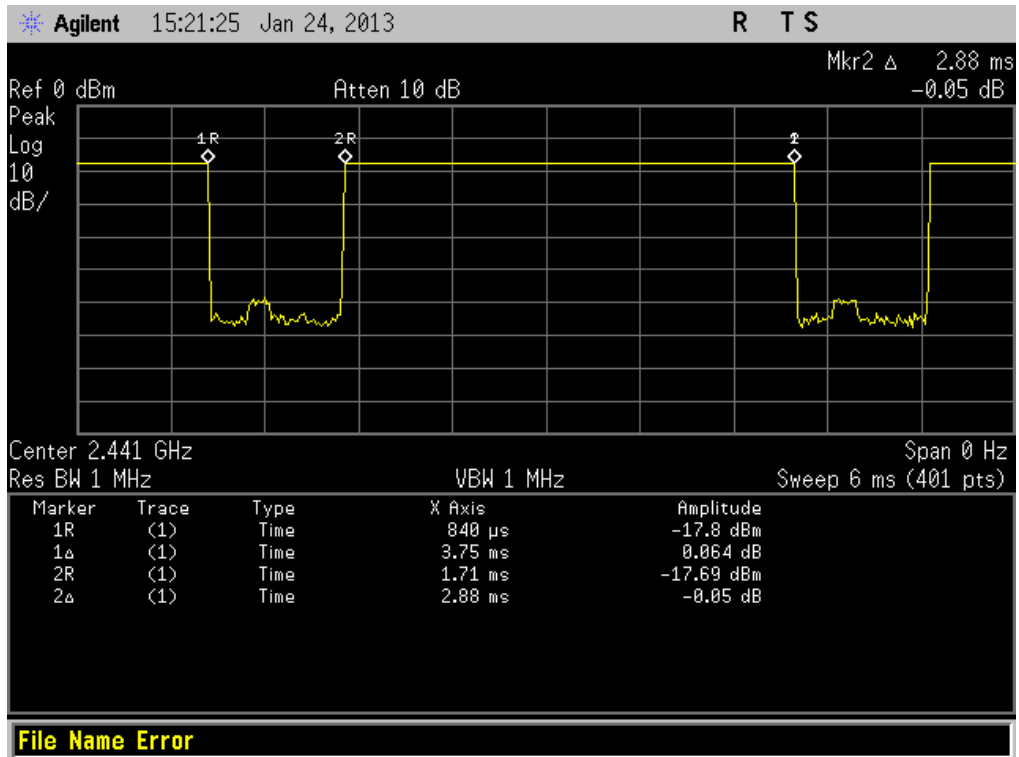 Agilent 15:21:25 Jan 24, 2013 R T S
Mkr2 Δ 2.88 ms
Ref 0 dBm Atten 10 dB -0.05 dB
Peak
Log
10
dB/
1R 2R 2
Center 2.441 GHz Span 0 Hz
Res BW 1 MHz VBW 1 MHz Sweep 6 ms (401 pts)
Marker Trace Type X Axis Amplitude
1R (1) Time 840 µs -17.8 dBm
1Δ (1) Time 3.75 ms 0.064 dB
2R (1) Time 1.71 ms -17.69 dBm
2Δ (1) Time 2.88 ms -0.05 dB
File Name Error